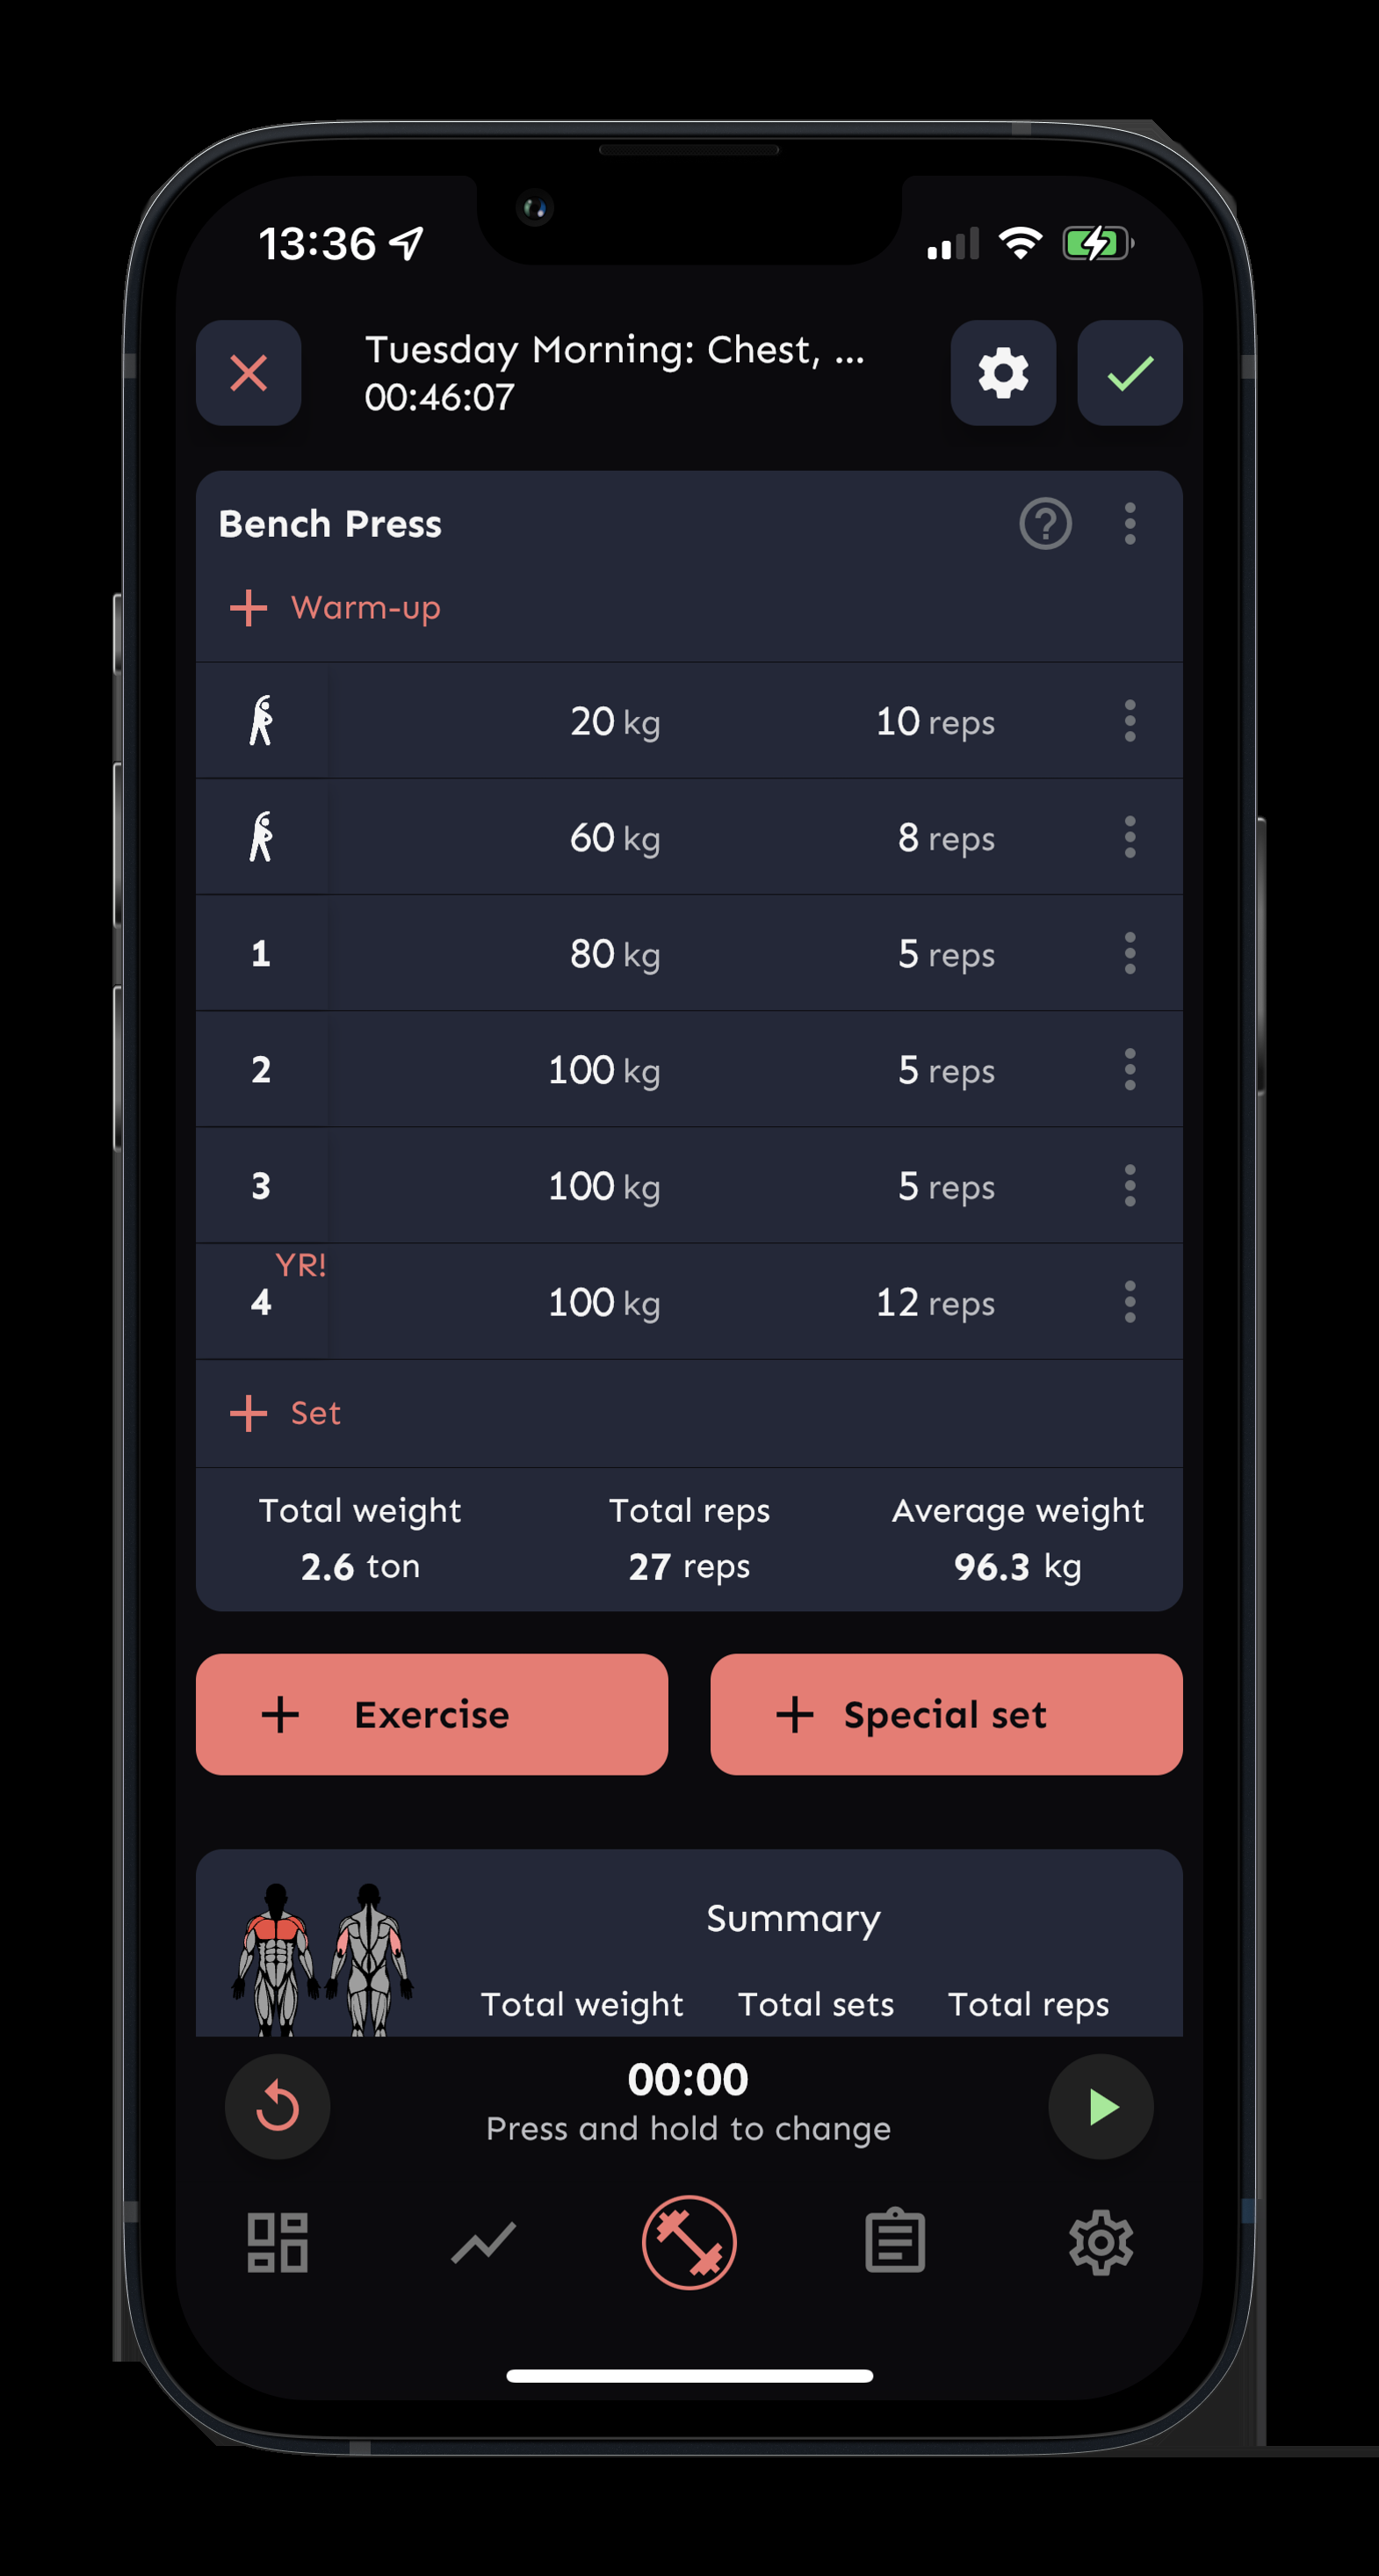 13:36
Tuesday Morning: Chest, ...
00:46:07
Bench Press
?
+ Warm-up
20 kg 10 reps
60 kg 8 reps
1 80 kg 5 reps
2 100 kg 5 reps
3 100 kg 5 reps
YR!
4 100 kg 12 reps
+ Set
Total weight Total reps Average weight
2.6 ton 27 reps 96.3 kg
+ Exercise + Special set
Summary
Total weight Total sets Total reps
00:00
Press and hold to change